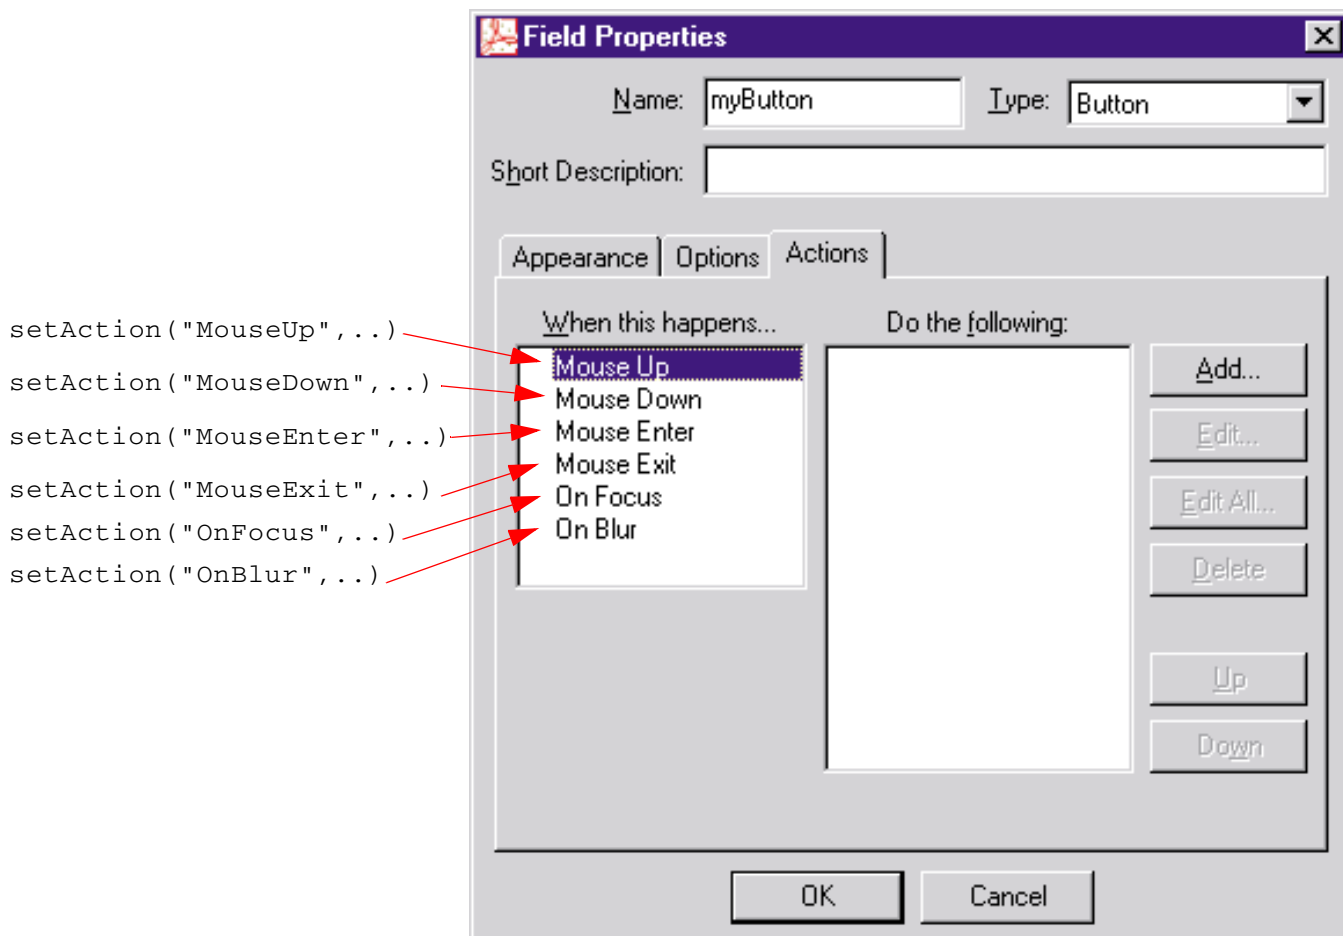 Field Properties
Name: myButton Type: Button
Short Description:
Appearance Options Actions
When this happens... Do the following:
setAction("MouseUp",..) Mouse Up
setAction("MouseDown",..) Mouse Down
setAction("MouseEnter",..) Mouse Enter
setAction("MouseExit",..) Mouse Exit
setAction("OnFocus",..) On Focus
setAction("OnBlur",..) On Blur
Add...
Edit...
Edit All...
Delete
Up
Down
OK Cancel